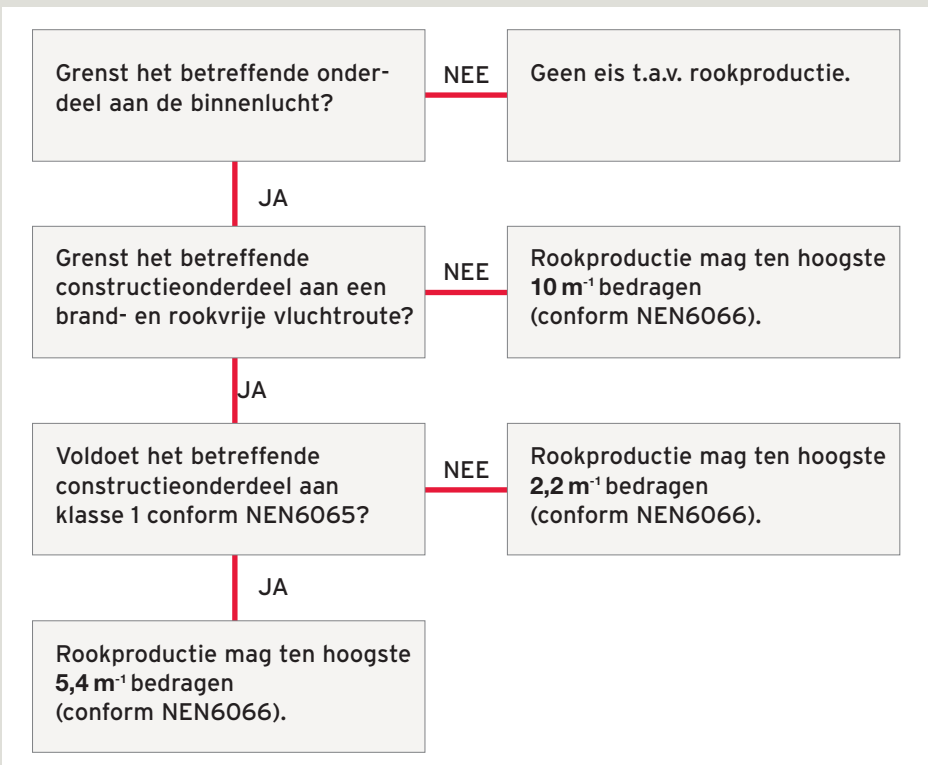 Grenst het betreffende onder-
deel aan de binnenlucht?
NEE
Geen eis t.a.v. rookproductie.
JA
Grenst het betreffende
constructieonderdeel aan een
brand- en rookvrije vluchtroute?
NEE
Rookproductie mag ten hoogste
10 m⁻¹ bedragen
(conform NEN6066).
JA
Voldoet het betreffende
constructieonderdeel aan
klasse 1 conform NEN6065?
NEE
Rookproductie mag ten hoogste
2,2 m⁻¹ bedragen
(conform NEN6066).
JA
Rookproductie mag ten hoogste
5,4 m⁻¹ bedragen
(conform NEN6066).